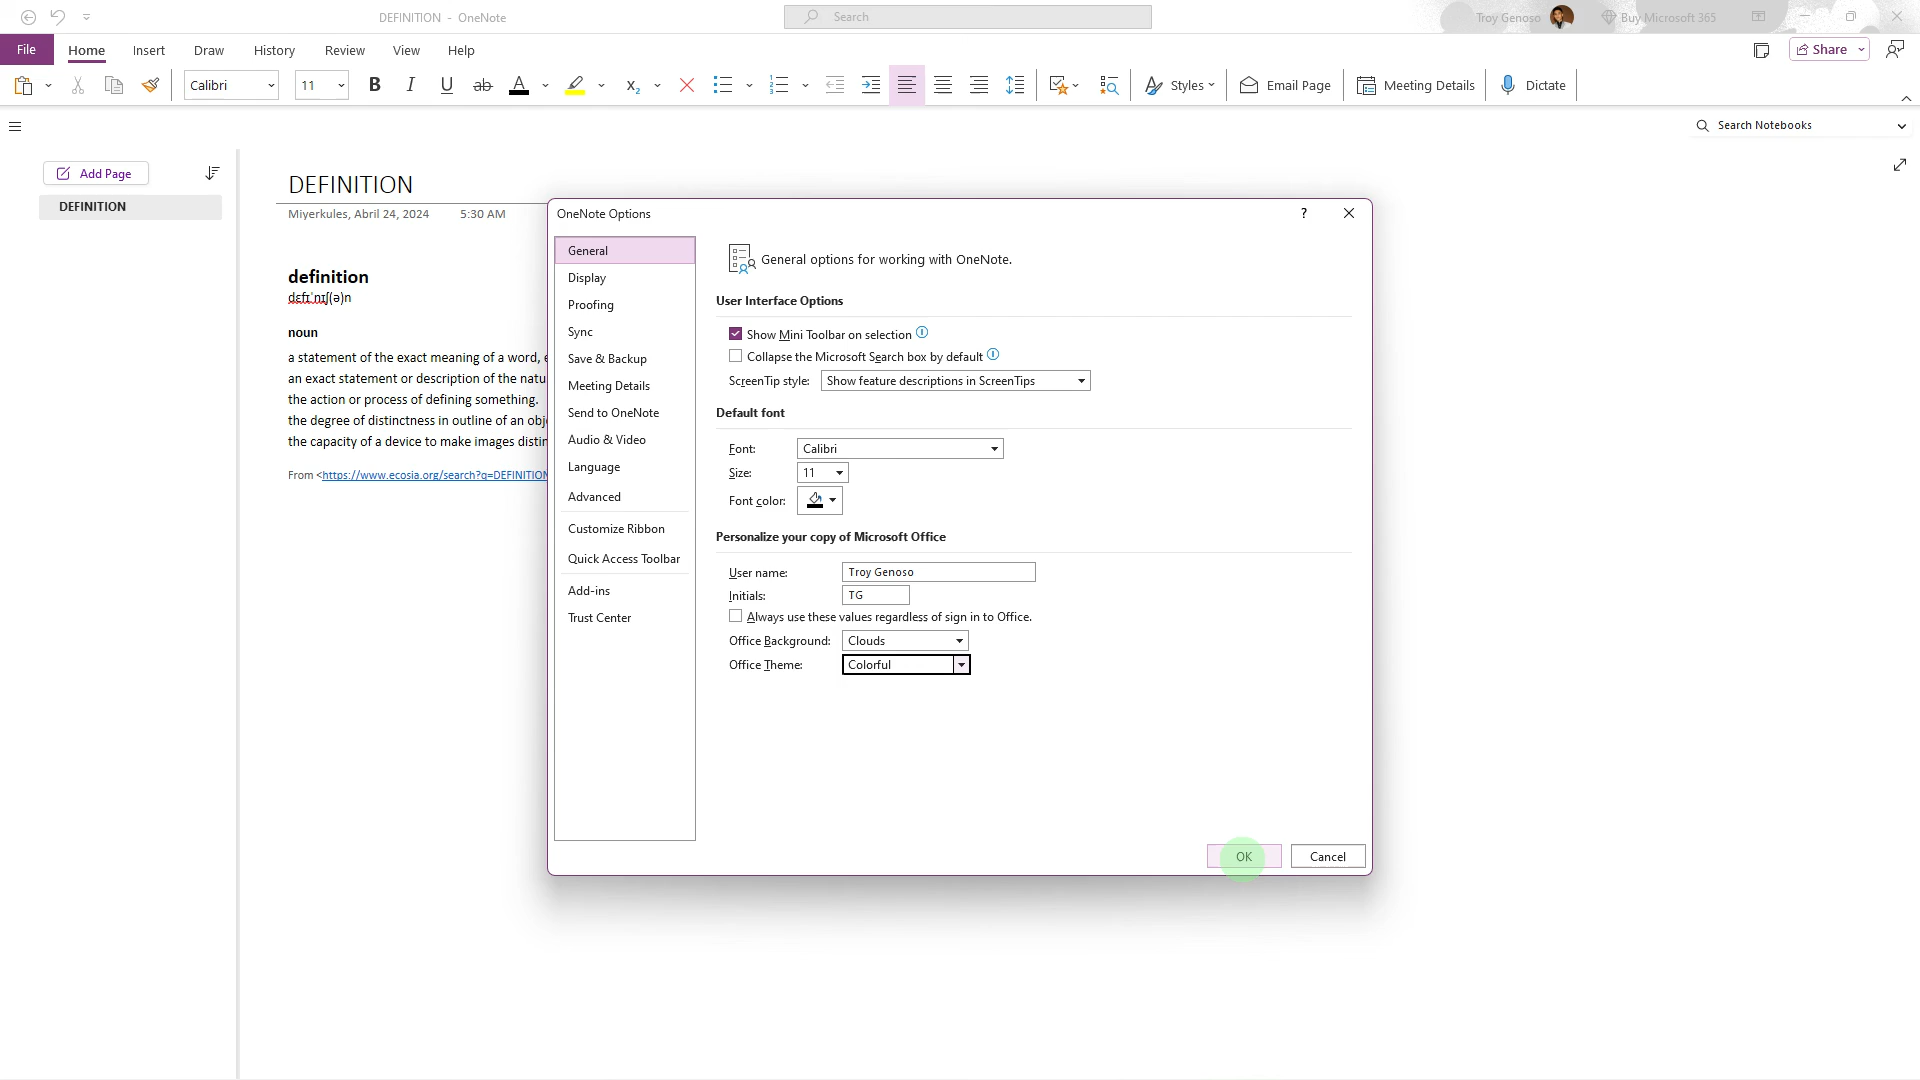 DEFINITION - OneNote
Search
Troy Genoso
Buy Microsoft 365
File
Home
Insert
Draw
History
Review
View
Help
Share
Calibri
11
Styles
Email Page
Meeting Details
Dictate
Search Notebooks
Add Page
DEFINITION
DEFINITION
Miyerkules, Abril 24, 2024
5:30 AM
definition
dɛfɪˈnɪʃ(ə)n
noun
a statement of the exact meaning of a word, e
an exact statement or description of the natu
the action or process of defining something.
the degree of distinctness in outline of an obj
the capacity of a device to make images distin
From <https://www.ecosia.org/search?q=DEFINITION
OneNote Options
General
Display
Proofing
Sync
Save & Backup
Meeting Details
Send to OneNote
Audio & Video
Language
Advanced
Customize Ribbon
Quick Access Toolbar
Add-ins
Trust Center
General options for working with OneNote.
User Interface Options
Show Mini Toolbar on selection
Collapse the Microsoft Search box by default
ScreenTip style: Show feature descriptions in ScreenTips
Default font
Font: Calibri
Size: 11
Font color:
Personalize your copy of Microsoft Office
User name: Troy Genoso
Initials: TG
Always use these values regardless of sign in to Office.
Office Background: Clouds
Office Theme: Colorful
OK
Cancel